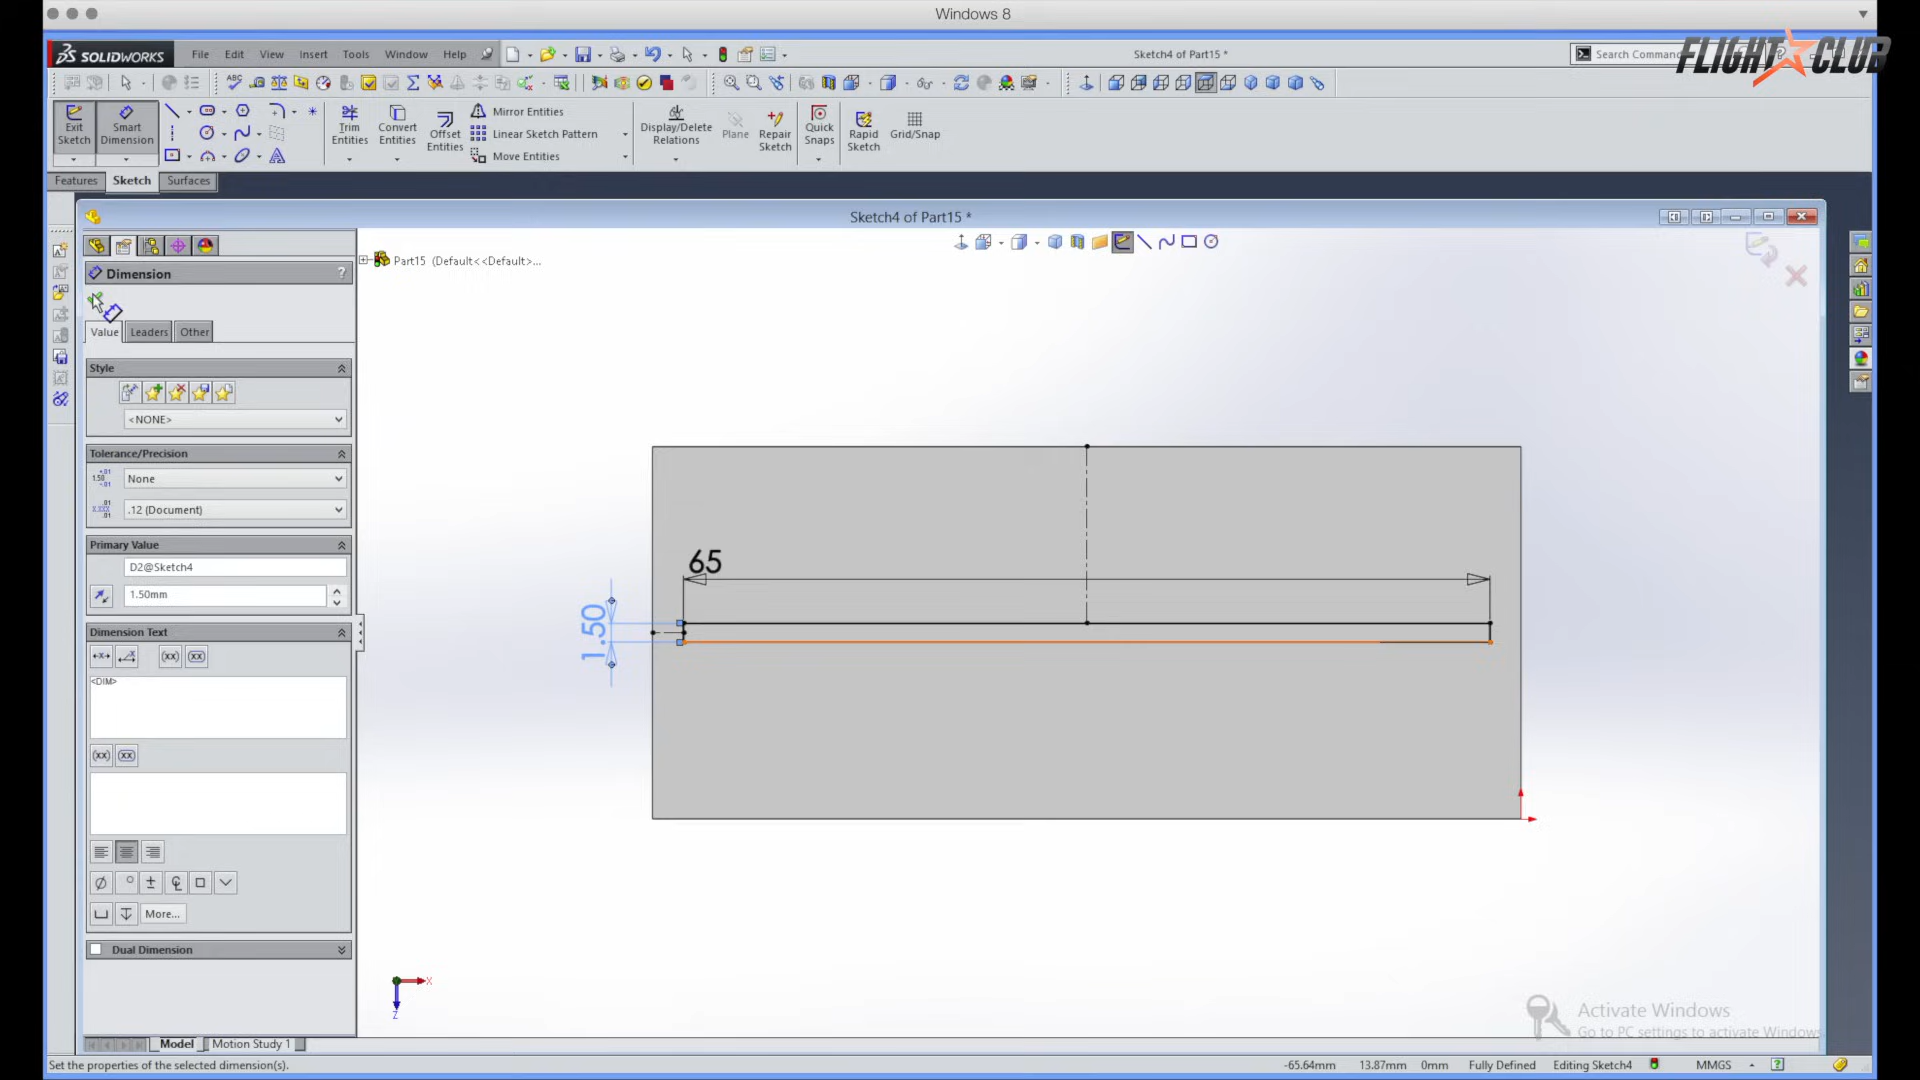 Windows 8
SOLIDWORKS
File Edit View Insert Tools Window Help
Sketch4 of Part15 *
FLIGHT CLUB
Exit Sketch
Smart Dimension
Trim Entities
Convert Entities
Offset Entities
Mirror Entities
Linear Sketch Pattern
Move Entities
Display/Delete Relations
Plane
Repair Sketch
Quick Snaps
Rapid Sketch
Grid/Snap
Features Sketch Surfaces
Sketch4 of Part15 *
Part15 (Default<<Default>...
Dimension
?
Value Leaders Other
Style
<NONE>
Tolerance/Precision
None
.12 (Document)
Primary Value
D2@Sketch4
1.50mm
Dimension Text
<DIM>
More...
Dual Dimension
65
1.50
X
Z
Activate Windows
Go to PC settings to activate Windows.
Model Motion Study 1
Set the properties of the selected dimension(s).
-65.64mm 13.87mm 0mm Fully Defined Editing Sketch4 MMGS